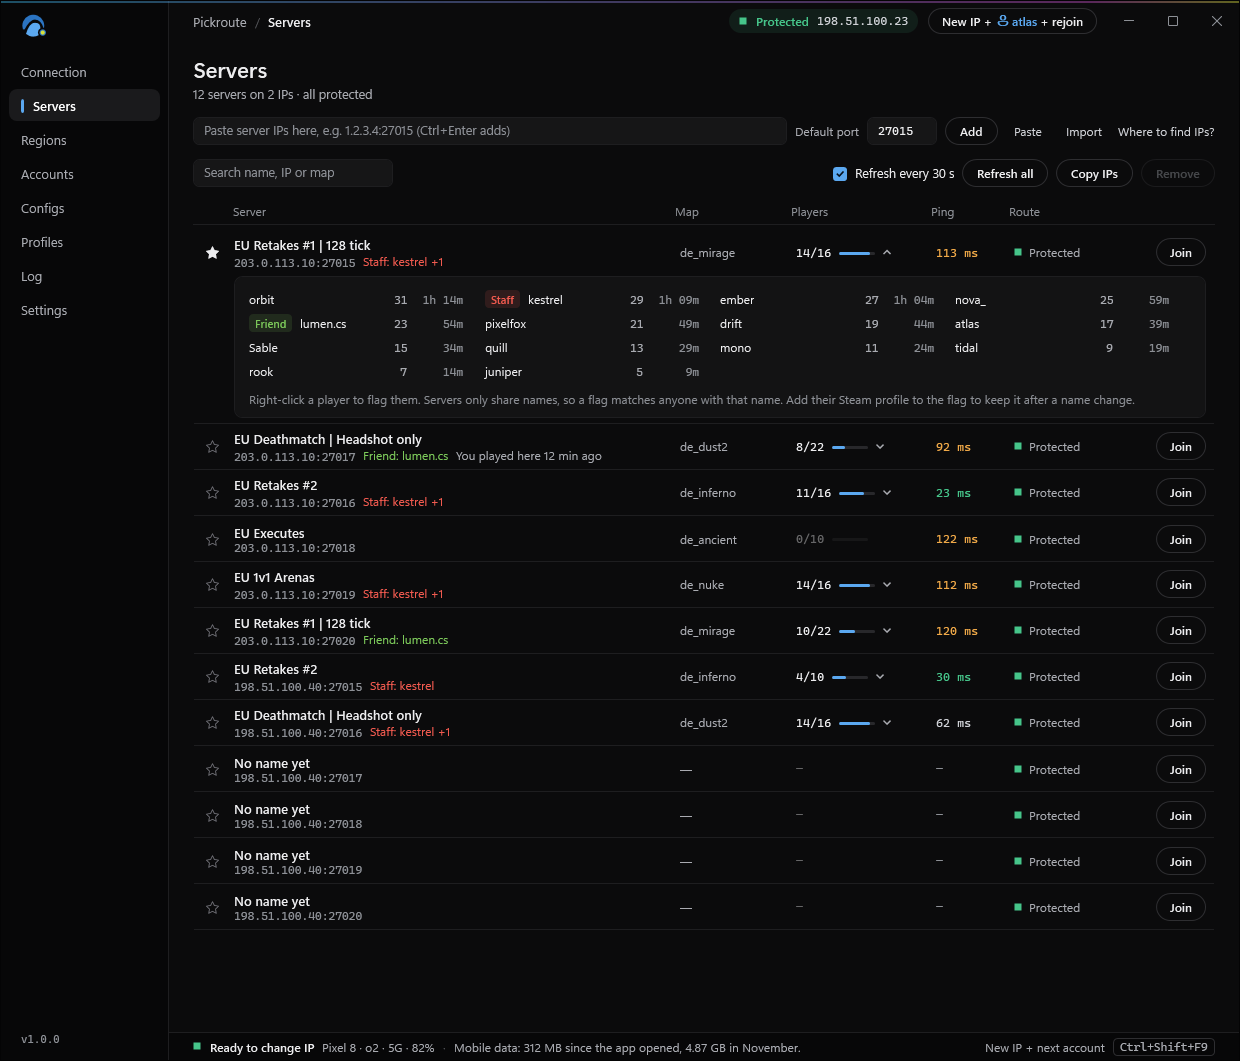 Pickroute / Servers
Protected 198.51.100.23
New IP + atlas + rejoin
Connection
Servers
Regions
Accounts
Configs
Profiles
Log
Settings
Servers
12 servers on 2 IPs · all protected
Paste server IPs here, e.g. 1.2.3.4:27015 (Ctrl+Enter adds)
Default port 27015 Add Paste Import Where to find IPs?
Search name, IP or map
Refresh every 30 s Refresh all Copy IPs Remove
Server Map Players Ping Route
EU Retakes #1 | 128 tick
203.0.113.10:27015 Staff: kestrel +1
de_mirage 14/16 113 ms Protected Join
orbit 31 1h 14m Staff kestrel 29 1h 09m ember 27 1h 04m nova_ 25 59m
Friend lumen.cs 23 54m pixelfox 21 49m drift 19 44m atlas 17 39m
Sable 15 34m quill 13 29m mono 11 24m tidal 9 19m
rook 7 14m juniper 5 9m
Right-click a player to flag them. Servers only share names, so a flag matches anyone with that name. Add their Steam profile to the flag to keep it after a name change.
EU Deathmatch | Headshot only
203.0.113.10:27017 Friend: lumen.cs You played here 12 min ago
de_dust2 8/22 92 ms Protected Join
EU Retakes #2
203.0.113.10:27016 Staff: kestrel +1
de_inferno 11/16 23 ms Protected Join
EU Executes
203.0.113.10:27018
de_ancient 0/10 122 ms Protected Join
EU 1v1 Arenas
203.0.113.10:27019 Staff: kestrel +1
de_nuke 14/16 112 ms Protected Join
EU Retakes #1 | 128 tick
203.0.113.10:27020 Friend: lumen.cs
de_mirage 10/22 120 ms Protected Join
EU Retakes #2
198.51.100.40:27015 Staff: kestrel
de_inferno 4/10 30 ms Protected Join
EU Deathmatch | Headshot only
198.51.100.40:27016 Staff: kestrel +1
de_dust2 14/16 62 ms Protected Join
No name yet
198.51.100.40:27017
— – – Protected Join
No name yet
198.51.100.40:27018
— – – Protected Join
No name yet
198.51.100.40:27019
— – – Protected Join
No name yet
198.51.100.40:27020
— – – Protected Join
v1.0.0
Ready to change IP Pixel 8 · o2 · 5G · 82% · Mobile data: 312 MB since the app opened, 4.87 GB in November.
New IP + next account Ctrl+Shift+F9